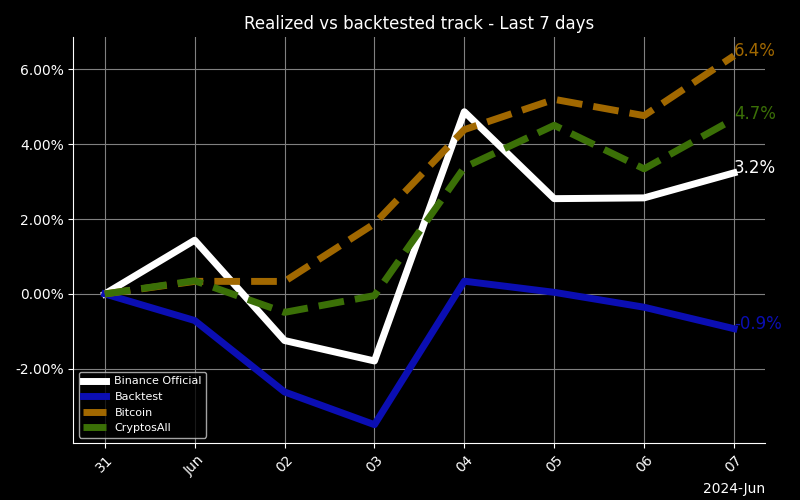 Realized vs backtested track - Last 7 days
6.00%
4.00%
2.00%
0.00%
-2.00%
6.4%
4.7%
3.2%
-0.9%
Binance Official
Backtest
Bitcoin
CryptosAll
31
Jun
02
03
04
05
06
07
2024-Jun